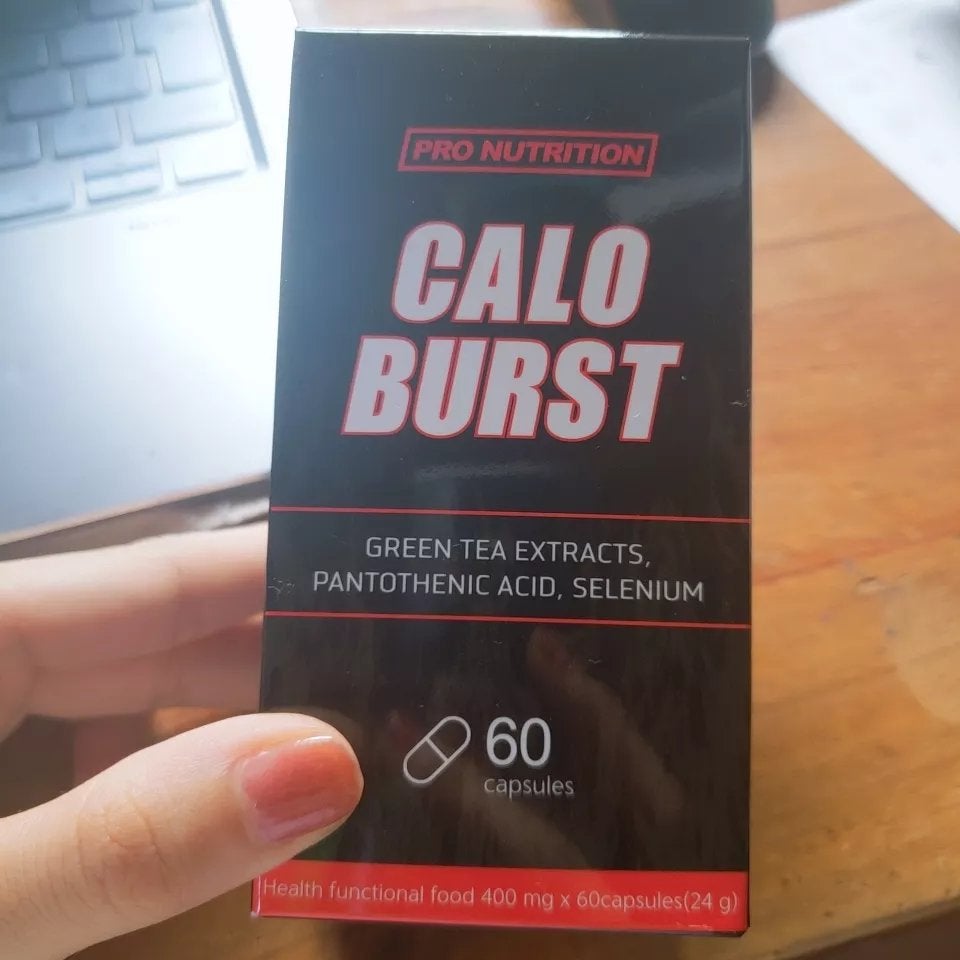 PRO NUTRITION
CALO
BURST
GREEN TEA EXTRACTS,
PANTOTHENIC ACID, SELENIUM
60
capsules
Health functional food 400 mg x 60capsules(24 g)